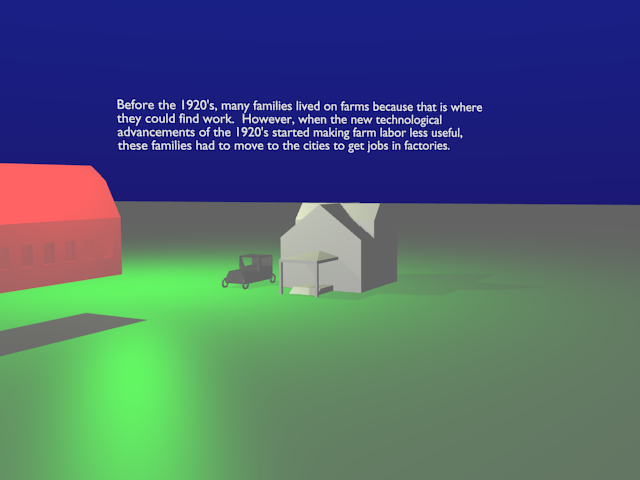 Before the 1920's, many families lived on farms because that is where
they could find work.  However, when the new technological
advancements of the 1920's started making farm labor less useful,
these families had to move to the cities to get jobs in factories.